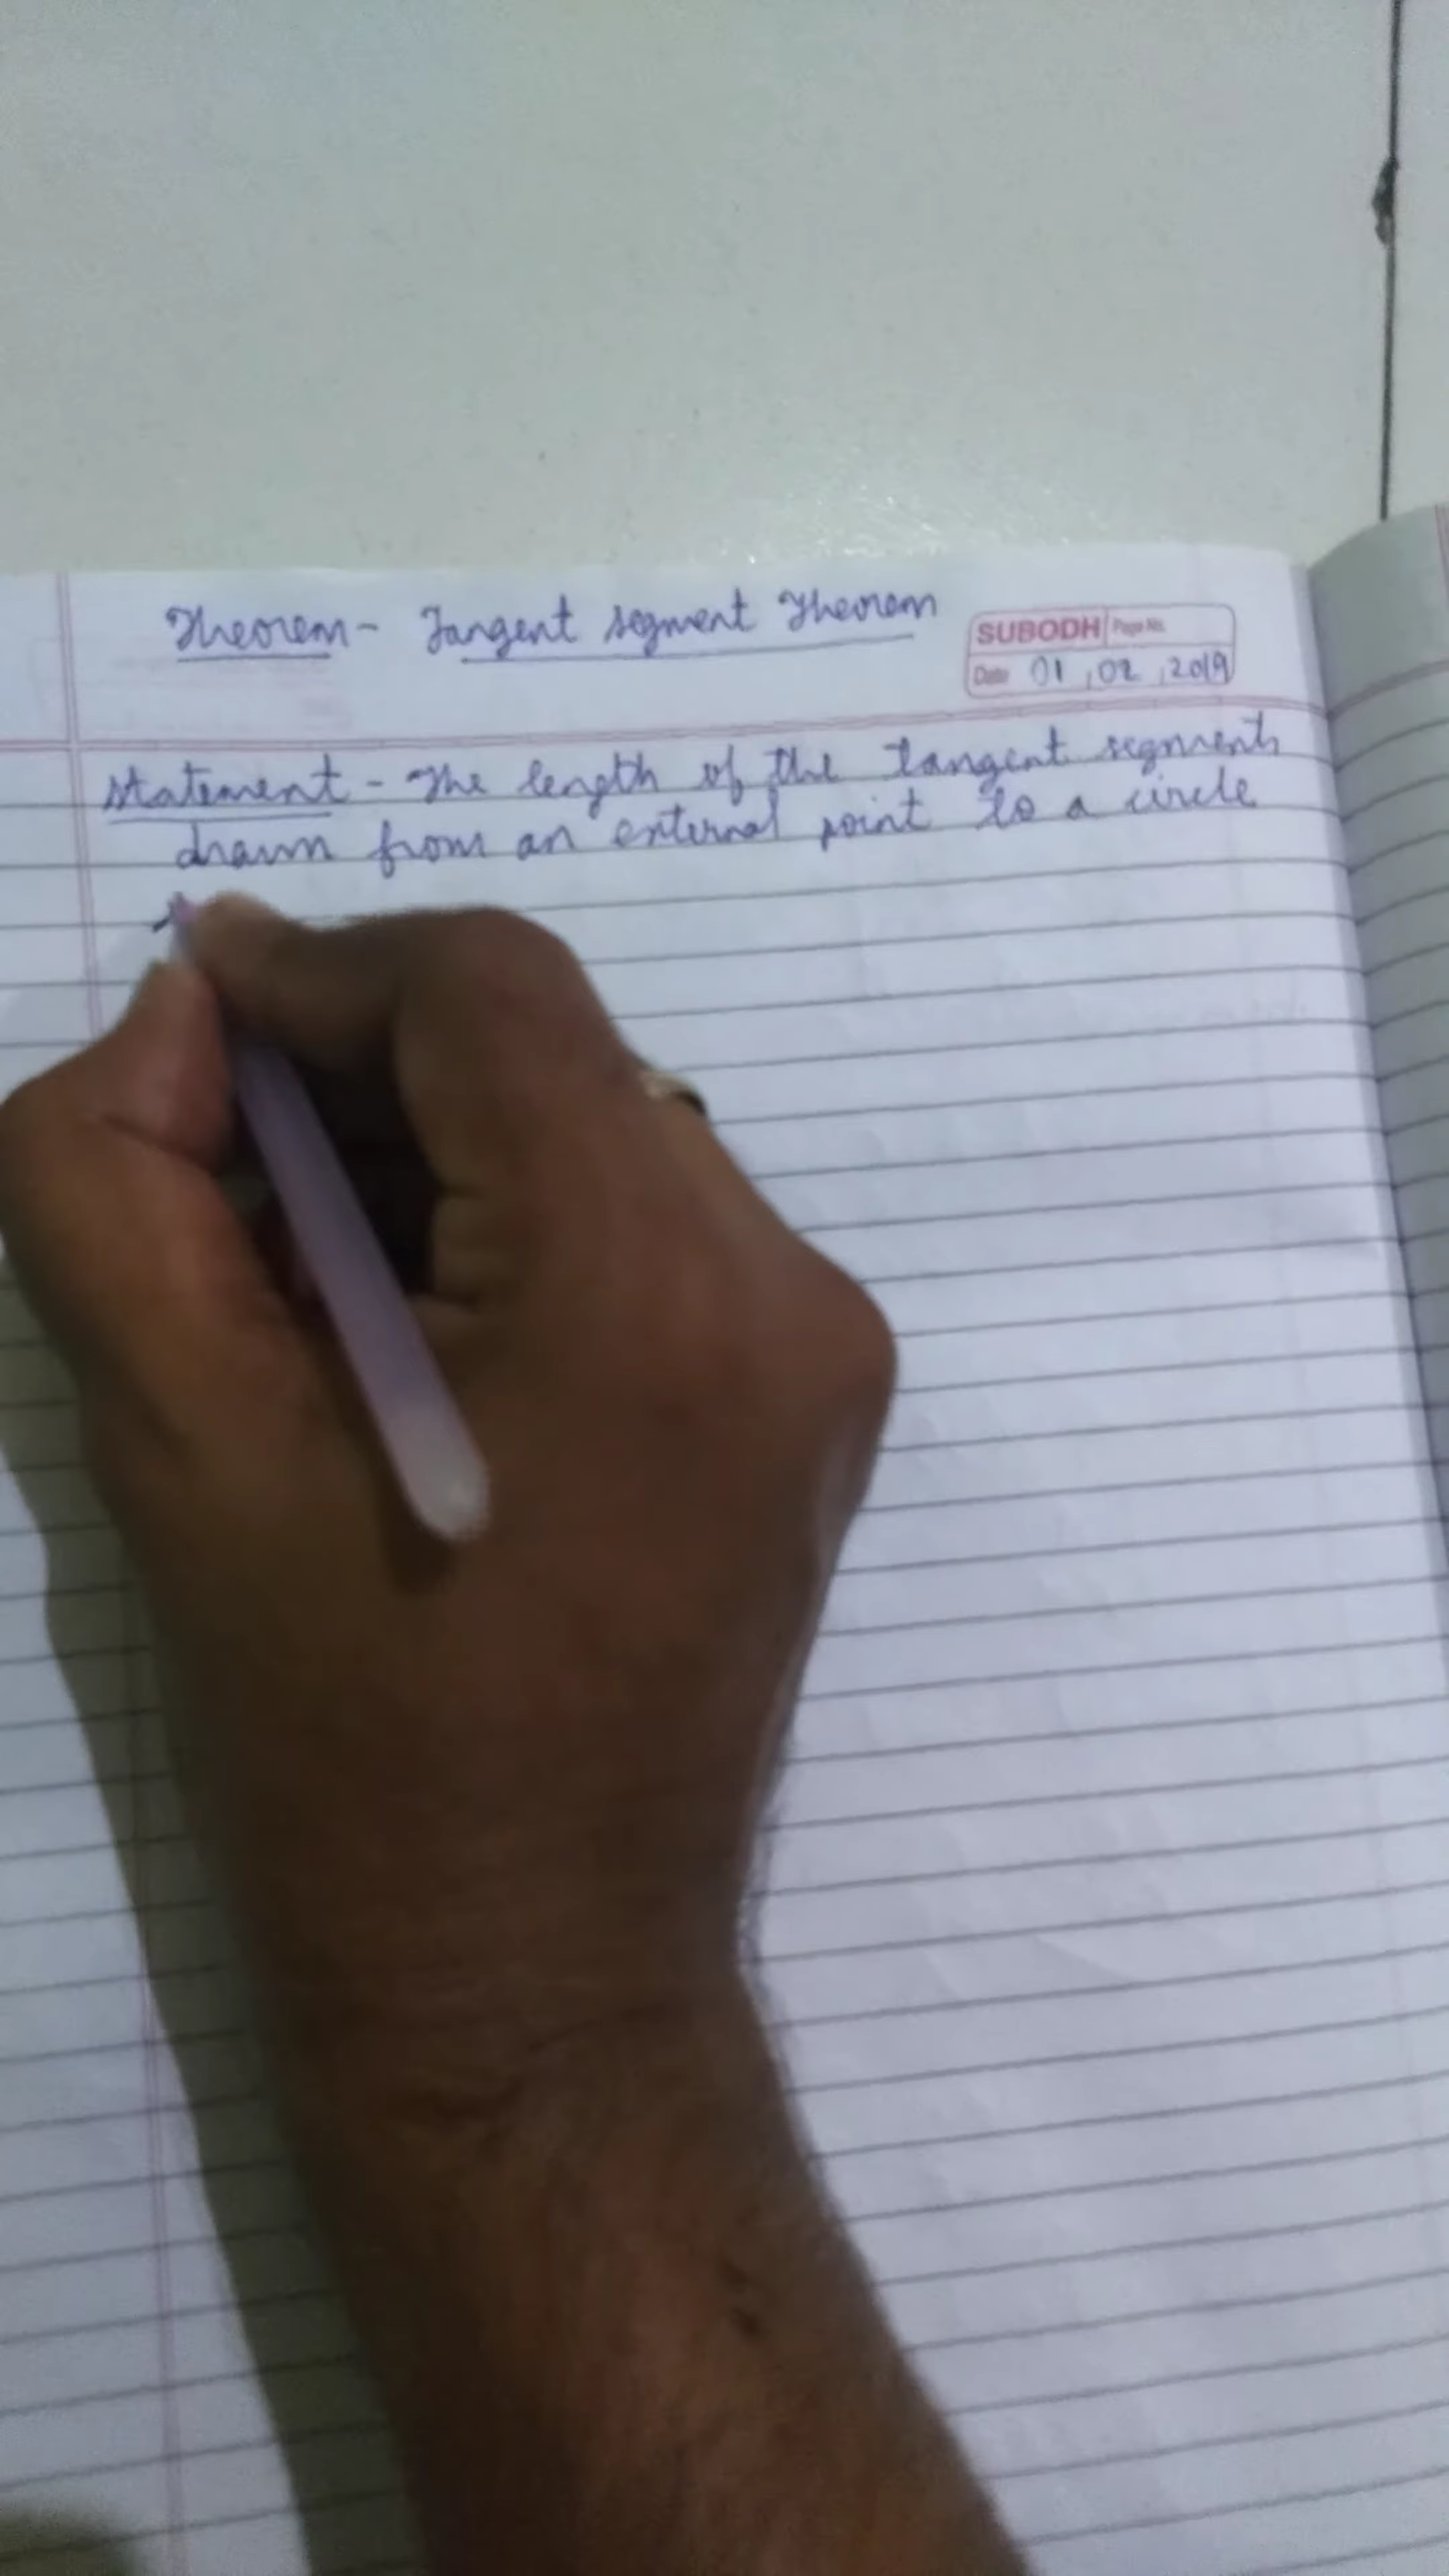 Theorem - Tangent segment Theorem
SUBODH Page No.
Date 01, 02, 2019
Statement - The length of the tangent segments
drawn from an external point to a circle